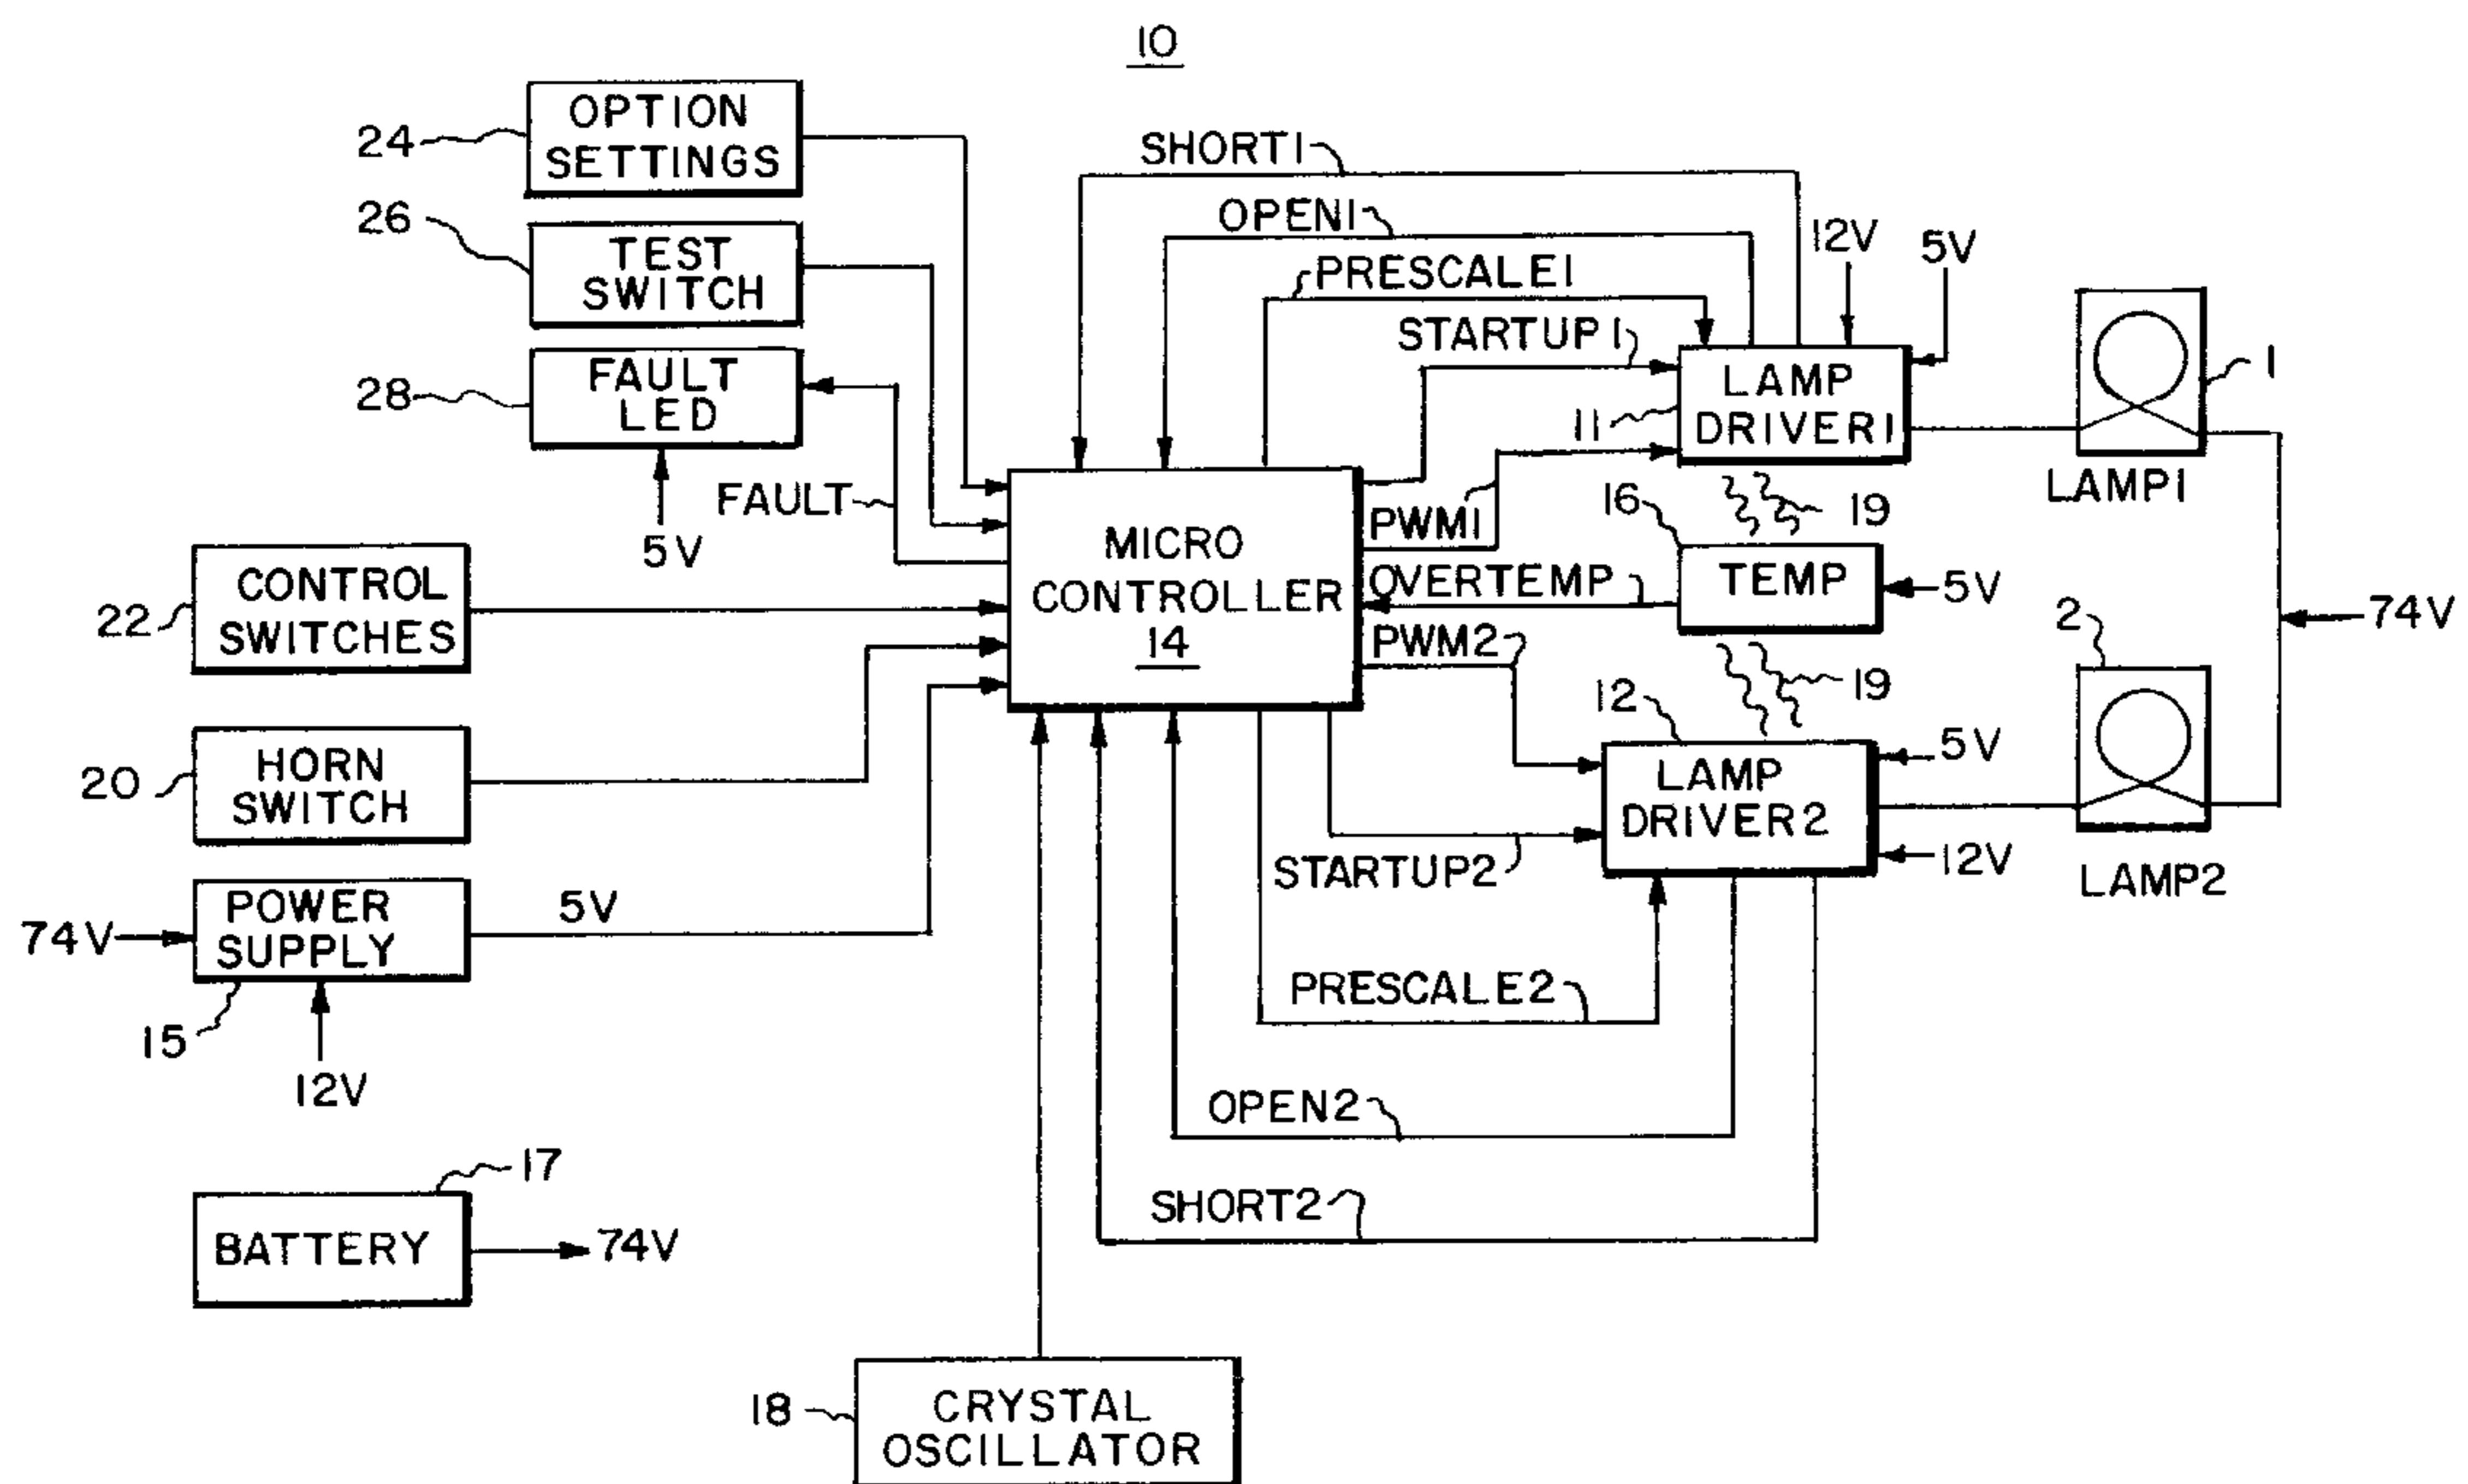 10
OPTION
SETTINGS
24
TEST
SWITCH
26
FAULT
LED
28
5V
FAULT
CONTROL
SWITCHES
22
HORN
SWITCH
20
POWER
SUPPLY
5V
74V
15
12V
BATTERY
17
74V
CRYSTAL
OSCILLATOR
18
MICRO
CONTROLLER
14
SHORT1
OPEN1
PRESCALE1
STARTUP1
PWM1
OVERTEMP
PWM2
STARTUP2
PRESCALE2
OPEN2
SHORT2
12V
5V
LAMP
DRIVER1
11
1
LAMP1
19
16
TEMP
5V
74V
19
12
LAMP
DRIVER2
5V
12V
2
LAMP2